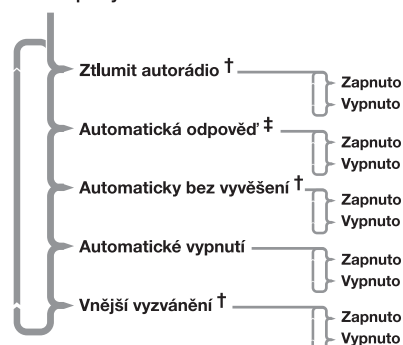 Ztlumit autorádio †
Zapnuto
Vypnuto
Automatická odpověď ‡
Zapnuto
Vypnuto
Automaticky bez vyvěšení †
Zapnuto
Vypnuto
Automatické vypnutí
Zapnuto
Vypnuto
Vnější vyzvánění †
Zapnuto
Vypnuto